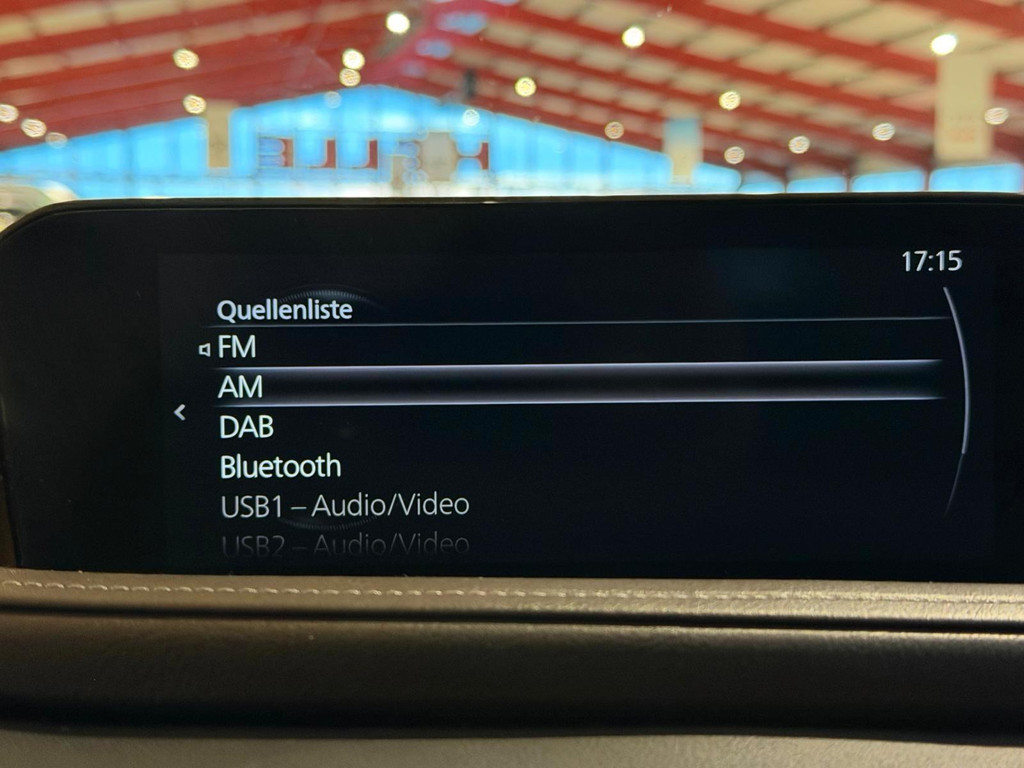 17:15
Quellenliste
FM
AM
DAB
Bluetooth
USB1 – Audio/Video
USB2 – Audio/Video